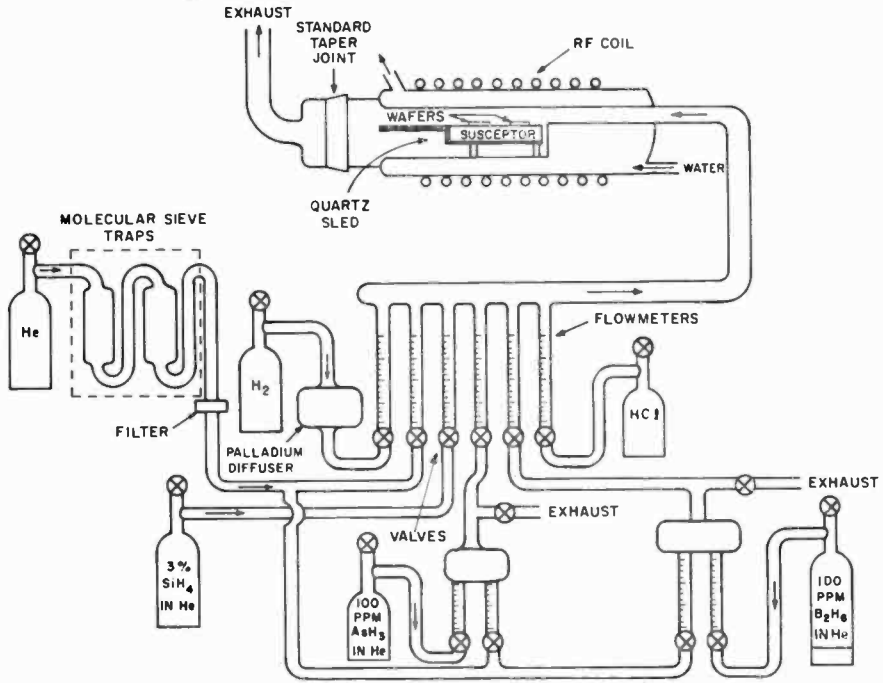 EXHAUST
STANDARD
TAPER
JOINT
RF COIL
WAFERS
SUSCEPTOR
WATER
QUARTZ
SLED
MOLECULAR SIEVE
TRAPS
He
FILTER
H2
PALLADIUM
DIFFUSER
FLOWMETERS
HCl
VALVES
EXHAUST
EXHAUST
3%
SiH4
IN He
100
PPM
AsH3
IN He
100
PPM
B2H6
IN He